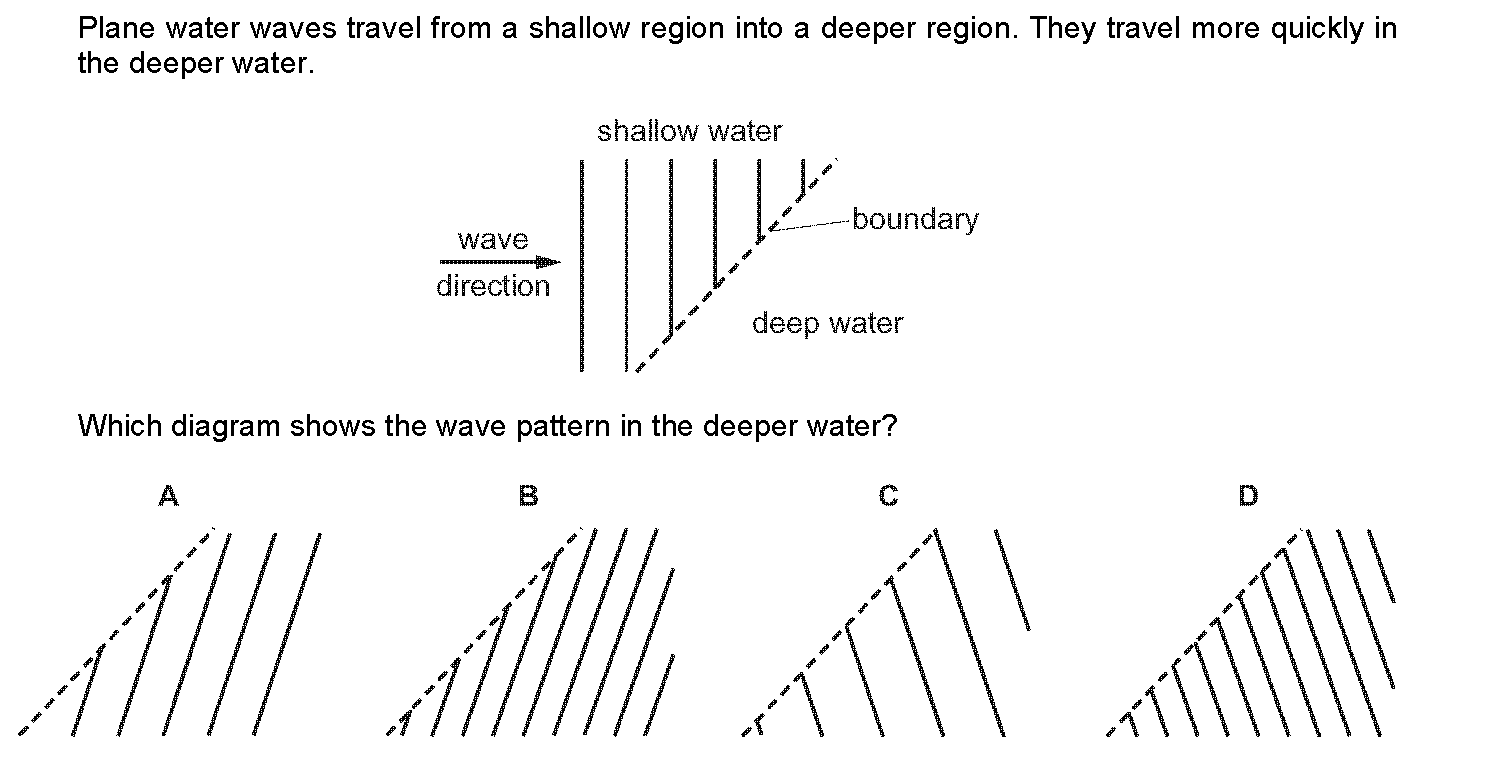 Plane water waves travel from a shallow region into a deeper region. They travel more quickly in
the deeper water.
shallow water
boundary
wave
direction
deep water
Which diagram shows the wave pattern in the deeper water?
A B C D